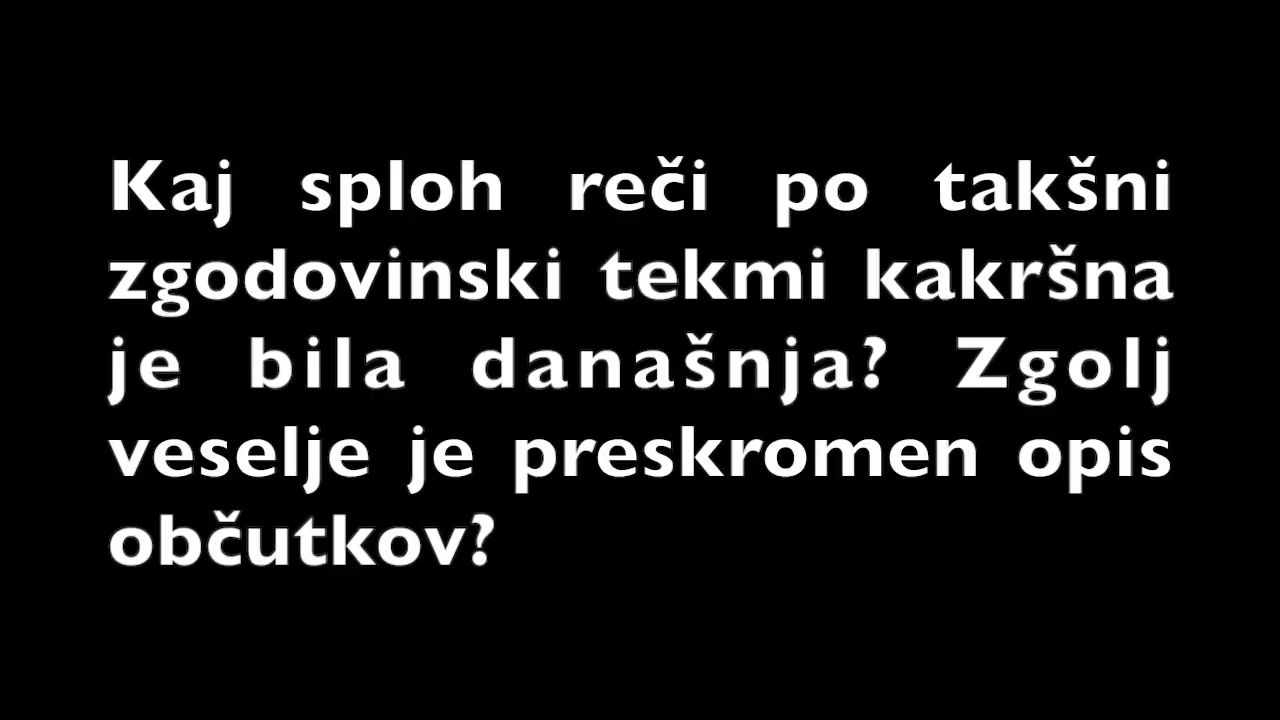 Kaj sploh reči po takšni
zgodovinski tekmi kakršna
je bila današnja? Zgolj
veselje je preskromen opis
občutkov?